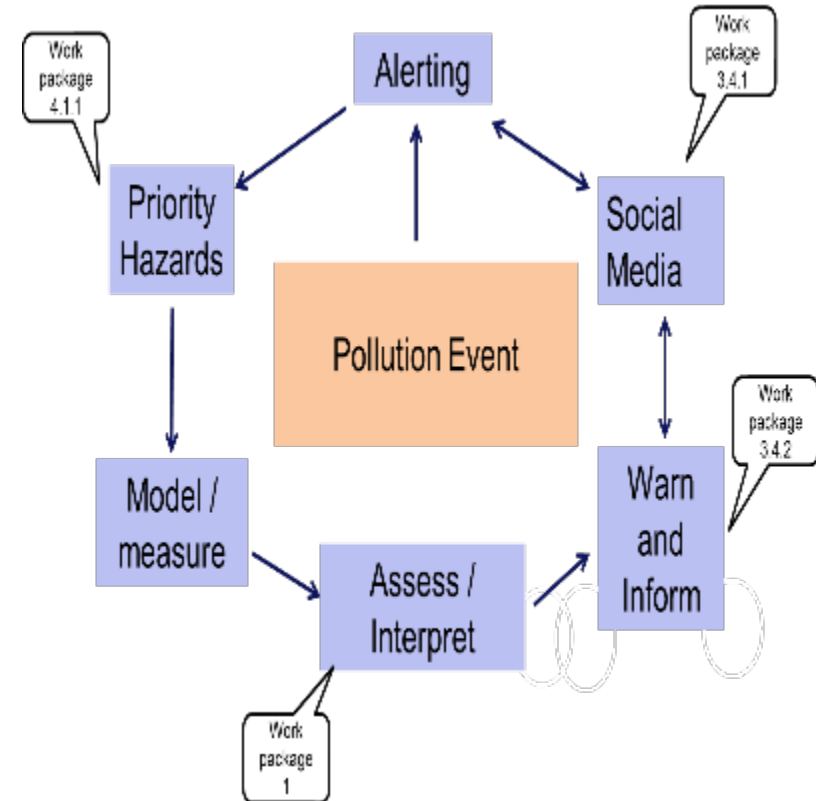 Work
package
4.1.1
Alerting
Work
package
3.4.1
Priority
Hazards
Social
Media
Pollution Event
Work
package
3.4.2
Model /
measure
Warn
and
Inform
Assess /
Interpret
Work
package
1